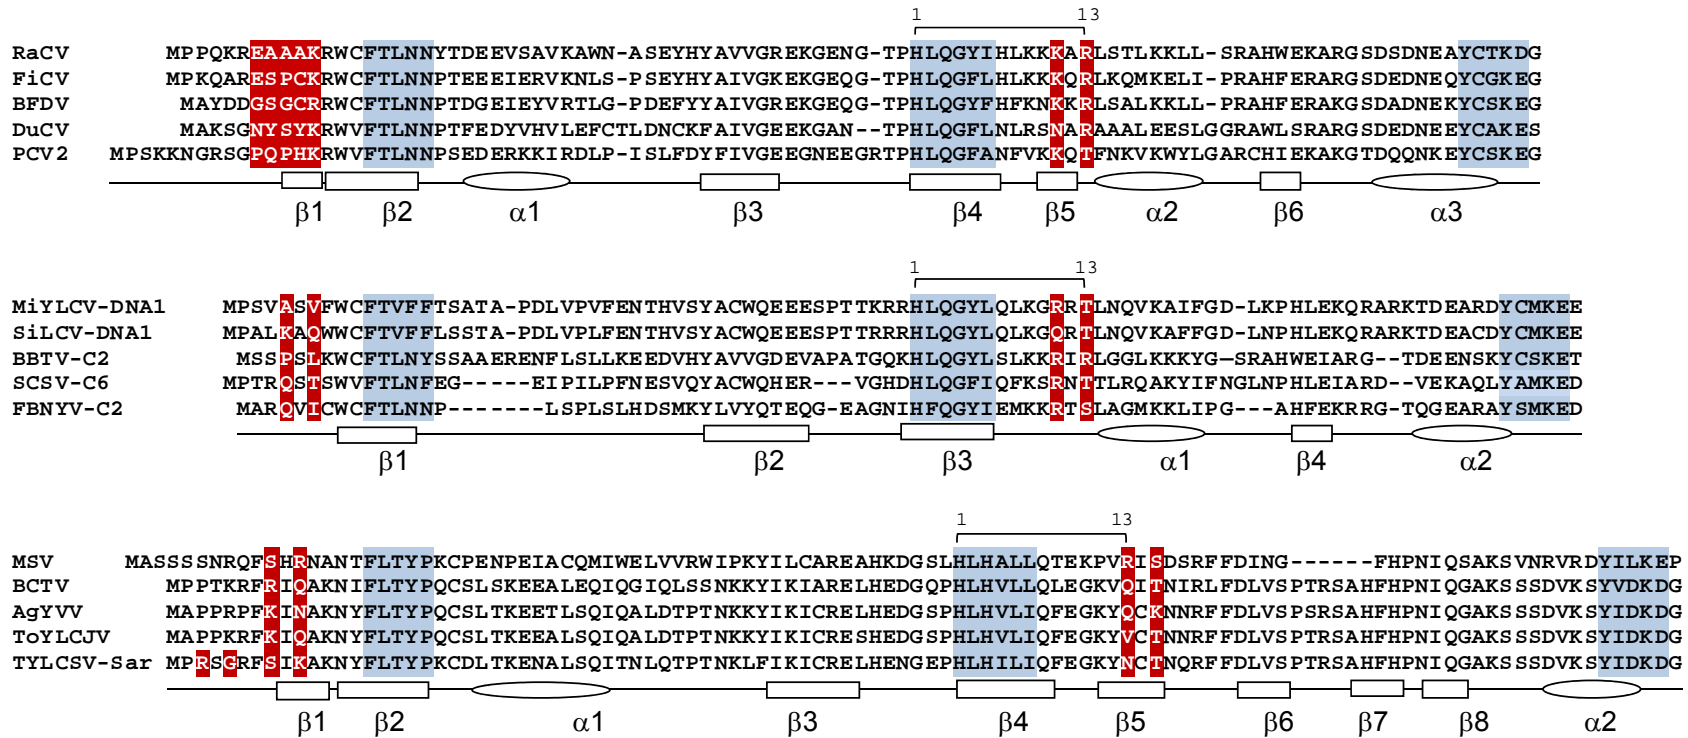 1 13
RaCV MPPQKREAAAKRWCFTLNNYTDEEVSAVKAWN-ASEYHYAVVGREKGENG-TPHLQGYIHLKKKARLSTLKKLL-SRAHWEKARGSDSDNEAYCTKDG
FiCV MPKQARESPCKRWCFTLNNPTEEEIERVKNLS-PSEYHYAIVGKEKGEQG-TPHLQGFLHLKKKQRLKQMKELI-PRAHFERARGSDEDNEQYCGKEG
BFDV MAYDDGSGCRRWCFTLNNPTDGEIEYVRTLG-PDEFYYAIVGREKGEQG-TPHLQGYFHFKNKKRLSALKKLL-PRAHFERAKGSDADNEKYCSKEG
DuCV MAKSGNYSYKRWVFTLNNPTFEDYVHVLEFCTLDNCKFAIVGEEKGAN--TPHLQGFLNLRSNARAAALEESLGGRAWLSRARGSDEDNEEYCAKES
PCV2 MPSKKNGRSGPQPHKRWVFTLNNPSEDERKKIRDLP-ISLFDYFIVGEEGNEEGRTPHLQGFANFVKKQTFNKVKWYLGARCHIEKAKGTDQQNKEYCSKEG
β1 β2 α1 β3 β4 β5 α2 β6 α3
1 13
MiYLCV-DNA1 MPSVASVFWCFTVFFTSATA-PDLVPVFENTHVSYACWQEEESPTTKRRHLQGYLQLKGRRTLNQVKAIFGD-LKPHLEKQRARKTDEARDYCMKEE
SiLCV-DNA1 MPALKAQWWCFTVFFLSSTA-PDLVPLFENTHVSYACWQEEESPTTRRRHLQGYLQLKGQRTLNQVKAFFGD-LNPHLEKQRARKTDEACDYCMKEE
BBTV-C2 MSSPSLKWCFTLNYSSAAERENFLSLLKEEDVHYAVVGDEVAPATGQKHLQGYLSLKKRIRLGGLKKKYG—SRAHWEIARG--TDEENSKYCSKET
SCSV-C6 MPTRQSTSWVFTLNFEG-----EIPILPFNESVQYACWQHER---VGHDHLQGFIQFKSRNTTLRQAKYIFNGLNPHLEIARD--VEKAQLYAMKED
FBNYV-C2 MARQVICWCFTLNNP-------LSPLSLHDSMKYLVYQTEQG-EAGNIHFQGYIEMKKRTSLAGMKKLIPG---AHFEKRRG-TQGEARAYSMKED
β1 β2 β3 α1 β4 α2
1 13
MSV MASSSSNRQFSHRNANTFLTYPKCPENPEIACQMIWELVVRWIPKYILCAREAHKDGSLHLHALLQTEKPVRISDSRFFDING------FHPNIQSAKSVNRVRDYILKEP
BCTV MPPTKRFRIQAKNIFLTYPQCSLSKEEALEQIQGIQLSSNKKYIKIARELHEDGQPHLHVLLQLEGKVQITNIRLFDLVSPTRSAHFHPNIQRAKSSSDVKSYVDKDG
AgYVV MAPPRPFKINAKNYFLTYPQCSLTKEETLSQIQALDTPTNKKYIKICRELHEDGSPHLHVLIQFEGKYQCKNNRFFDLVSPSRSAHFHPNIQGAKSSSDVKSYIDKDG
ToYLCJV MAPPKRFKIQAKNYFLTYPQCSLTKEEALSQIQALDTPTNKKYIKICRESHEDGSPHLHVLIQFEGKYVCTNNRFFDLVSPTRSAHFHPNIQGAKSSSDVKSYIDKDG
TYLCSV-Sar MPRSGRFSIKAKNYFLTYPKCDLTKENALSQITNLQTPTNKLFIKICRELHENGEPHLHILIQFEGKYNCTNQRFFDLVSPTRSAHFHPNIQGAKSSSDVKSYIDKDG
β1 β2 α1 β3 β4 β5 β6 β7 β8 α2